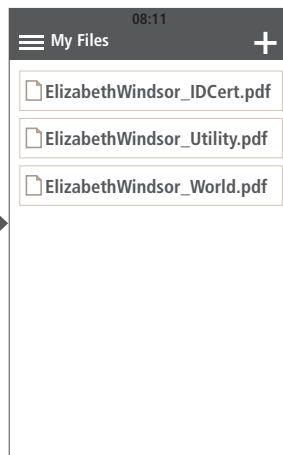 08:11
My Files
ElizabethWindsor_IDCert.pdf
ElizabethWindsor_Utility.pdf
ElizabethWindsor_World.pdf